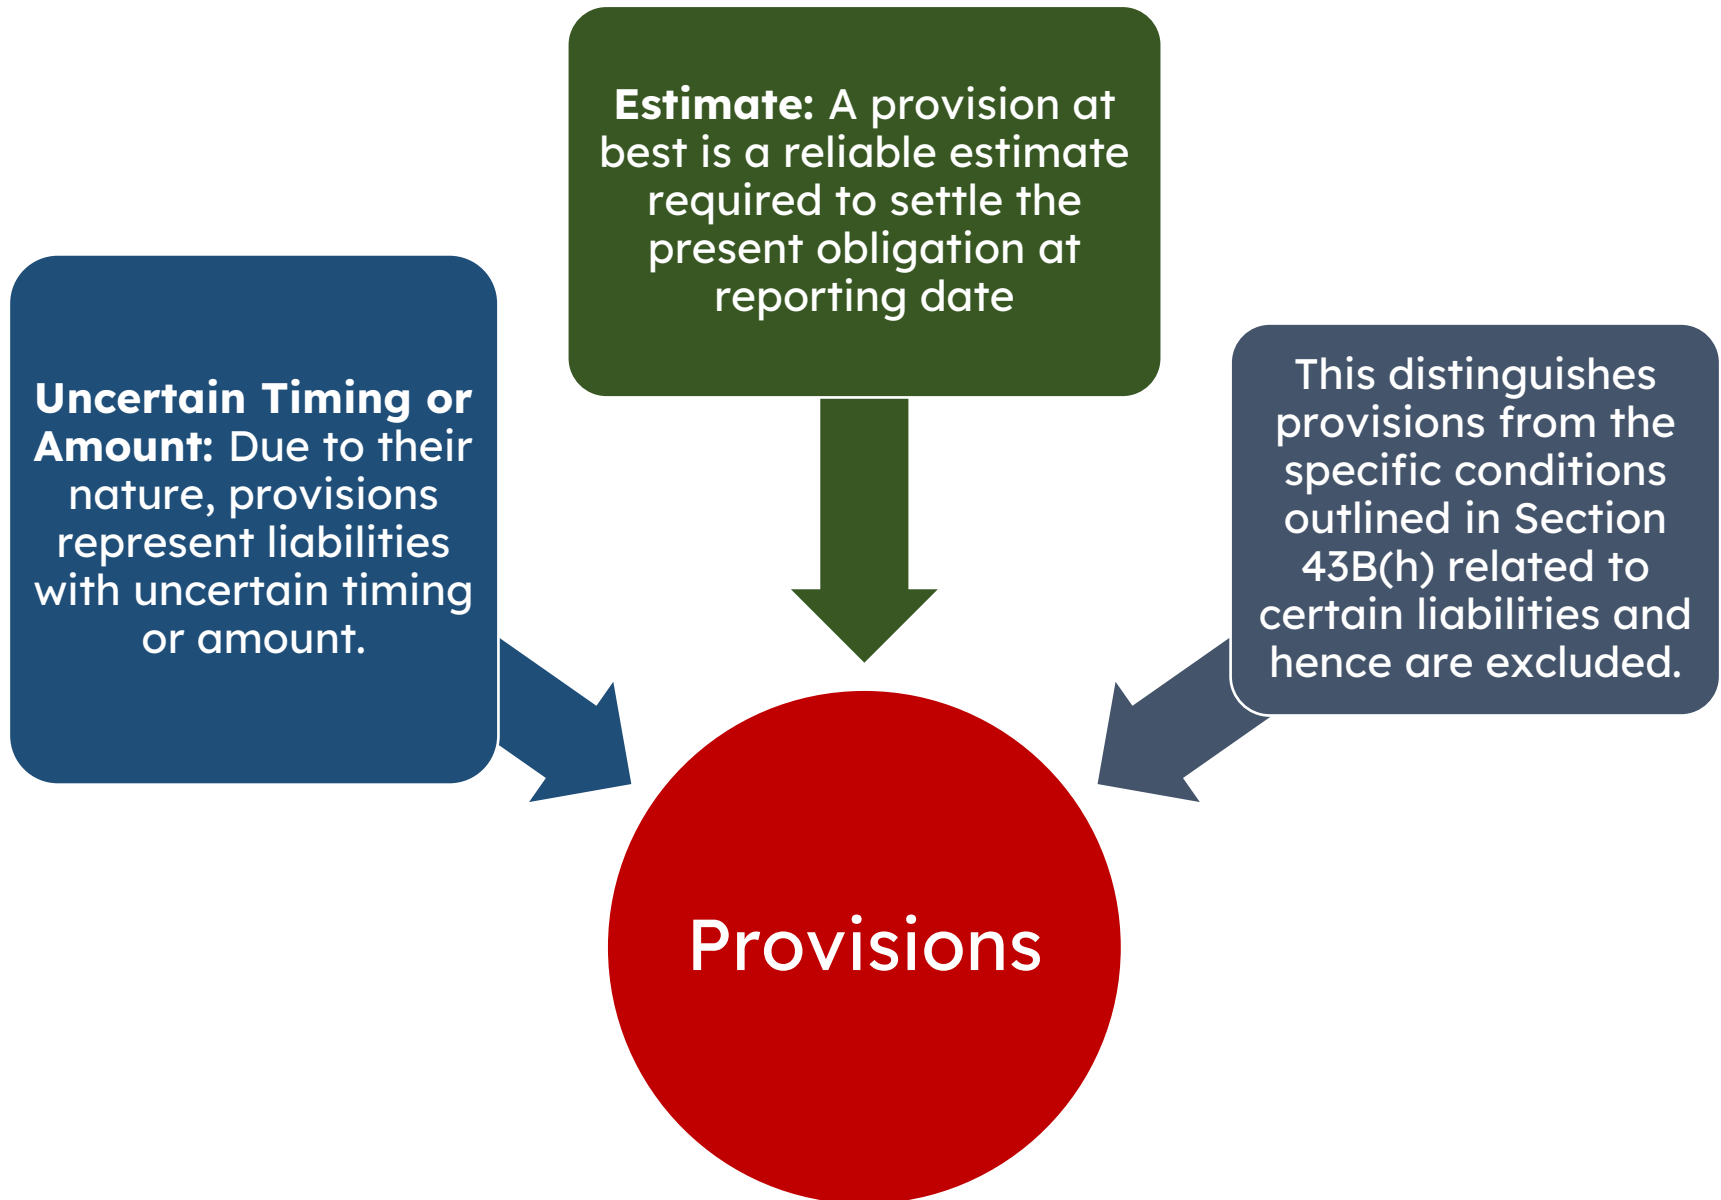 Estimate: A provision at
best is a reliable estimate
required to settle the
present obligation at
reporting date
Uncertain Timing or
Amount: Due to their
nature, provisions
represent liabilities
with uncertain timing
or amount.
This distinguishes
provisions from the
specific conditions
outlined in Section
43B(h) related to
certain liabilities and
hence are excluded.
Provisions